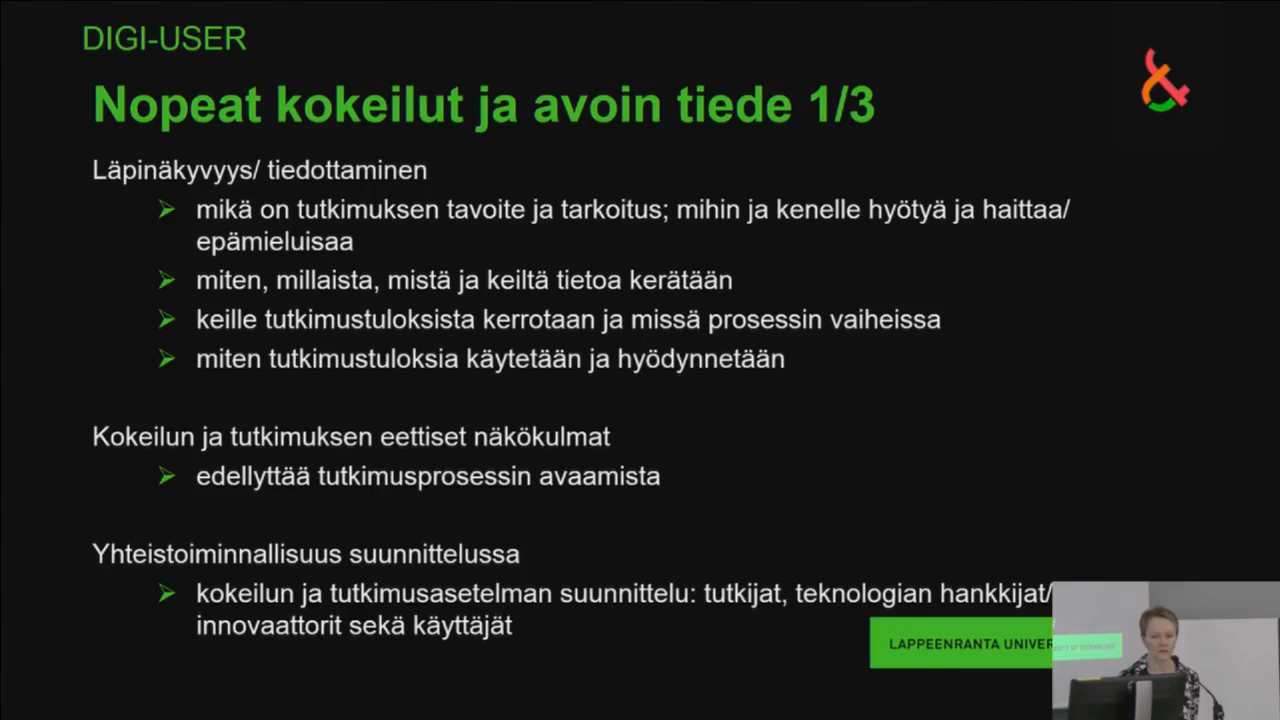 DIGI-USER
Nopeat kokeilut ja avoin tiede 1/3
Läpinäkyvyys/ tiedottaminen
mikä on tutkimuksen tavoite ja tarkoitus; mihin ja kenelle hyötyä ja haittaa/
epämieluisaa
miten, millaista, mistä ja keiltä tietoa kerätään
keille tutkimustuloksista kerrotaan ja missä prosessin vaiheissa
miten tutkimustuloksia käytetään ja hyödynnetään
Kokeilun ja tutkimuksen eettiset näkökulmat
edellyttää tutkimusprosessin avaamista
Yhteistoiminnallisuus suunnittelussa
kokeilun ja tutkimusasetelman suunnittelu: tutkijat, teknologian hankkijat/
innovaattorit sekä käyttäjät
LAPPEENRANTA UNIVER
SITY OF TECHNOLOGY